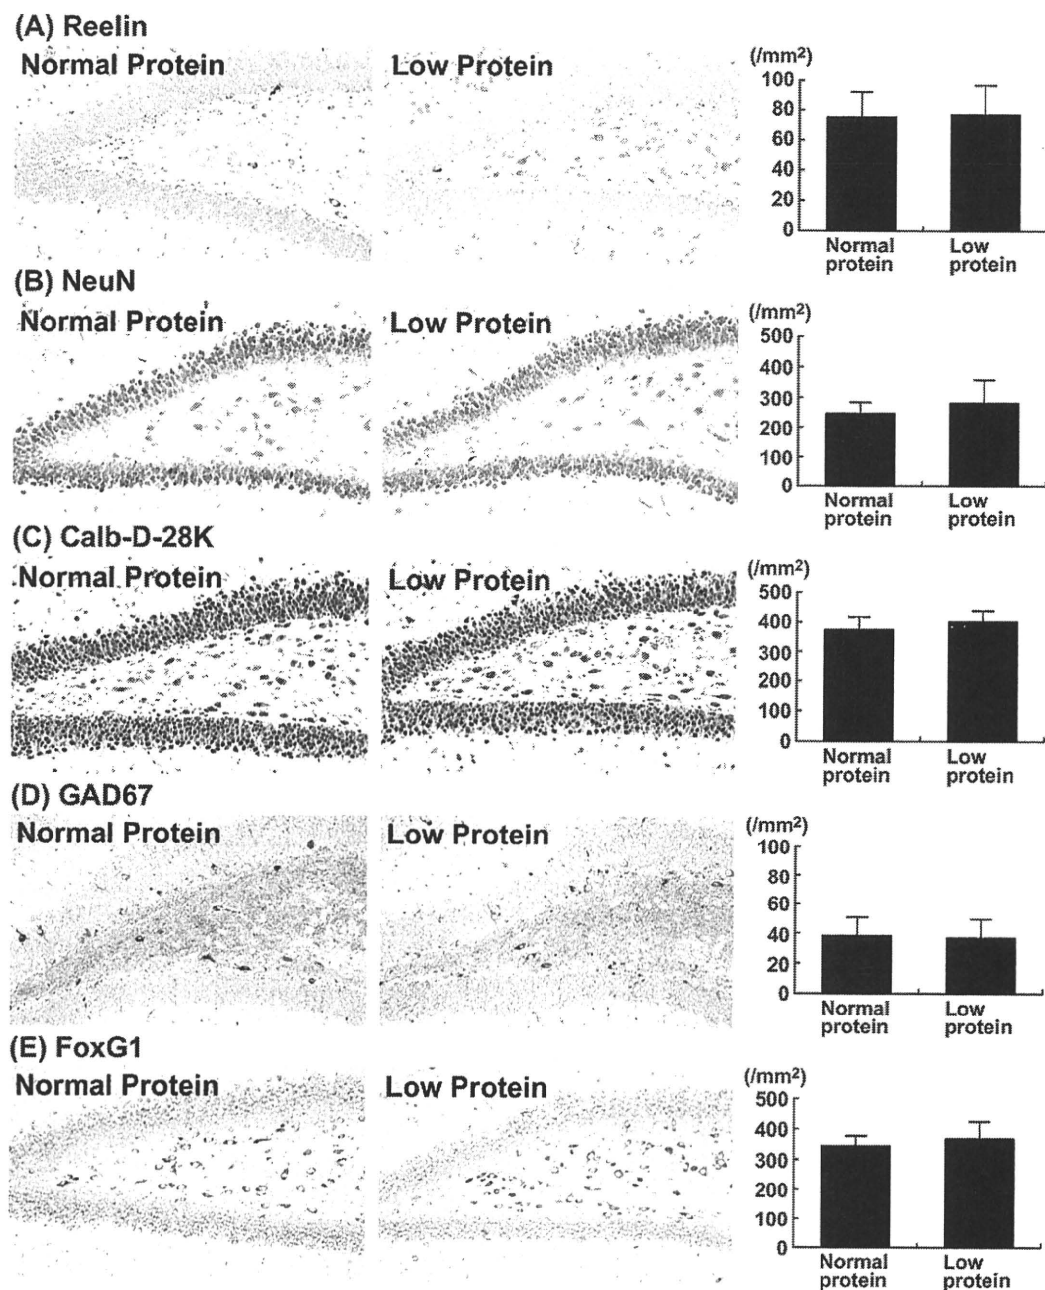 (A) Reelin
Normal Protein
Low Protein
(/mm²)
100
80
60
40
20
0
Normal protein
Low protein
(B) NeuN
Normal Protein
Low Protein
(/mm²)
500
400
300
200
100
0
Normal protein
Low protein
(C) Calb-D-28K
Normal Protein
Low Protein
(/mm²)
500
400
300
200
100
0
Normal protein
Low protein
(D) GAD67
Normal Protein
Low Protein
(/mm²)
100
80
60
40
20
0
Normal protein
Low protein
(E) FoxG1
Normal Protein
Low Protein
(/mm²)
500
400
300
200
100
0
Normal protein
Low protein